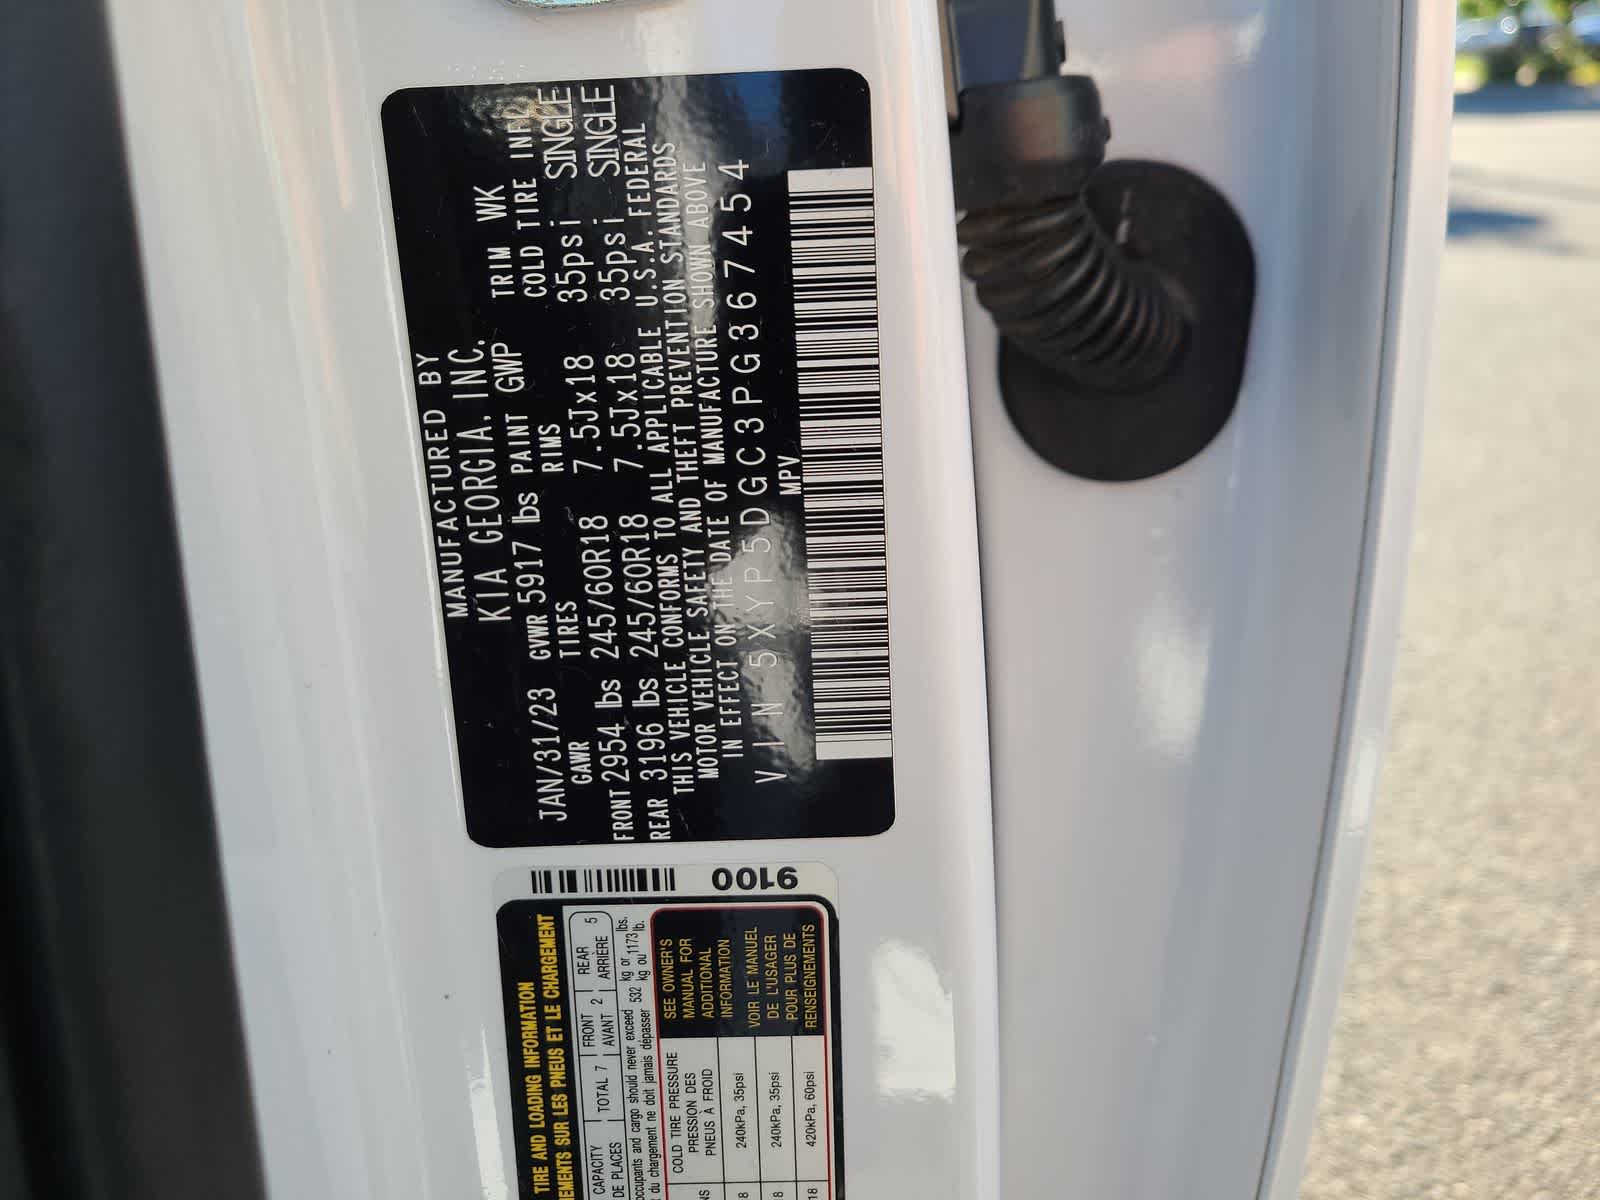 MANUFACTURED BY
KIA GEORGIA, INC.
JAN/31/23 GVWR 5917 lbs PAINT GWP TRIM WK
GAWR TIRES RIMS COLD TIRE INFL
FRONT 2954 lbs 245/60R18 7.5Jx18 35psi SINGLE
REAR 3196 lbs 245/60R18 7.5Jx18 35psi SINGLE
THIS VEHICLE CONFORMS TO ALL APPLICABLE U.S.A. FEDERAL
MOTOR VEHICLE SAFETY AND THEFT PREVENTION STANDARDS
IN EFFECT ON THE DATE OF MANUFACTURE SHOWN ABOVE
VIN 5XYP5DGC3PG367454
MPV
9100
TIRE AND LOADING INFORMATION
SUR LES PNEUS ET LE CHARGEMENT
CAPACITY TOTAL 7 FRONT 2 REAR 5
DE PLACES AVANT ARRIÈRE
occupants and cargo should never exceed 532 kg or 1173 lbs.
du chargement ne doit jamais dépasser kg ou lb.
COLD TIRE PRESSURE
PRESSION DES
PNEUS À FROID
240kPa, 35psi
240kPa, 35psi
420kPa, 60psi
SEE OWNER'S
MANUAL FOR
ADDITIONAL
INFORMATION
VOIR LE MANUEL
DE L'USAGER
POUR PLUS DE
RENSEIGNEMENTS